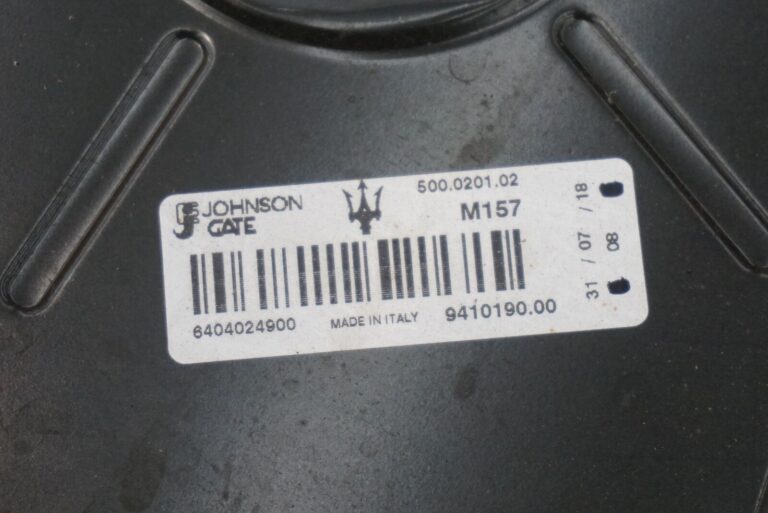 JOHNSON
GATE
500.0201.02
M157
6404024900
MADE IN ITALY
9410190.00
31 / 07 / 18
08